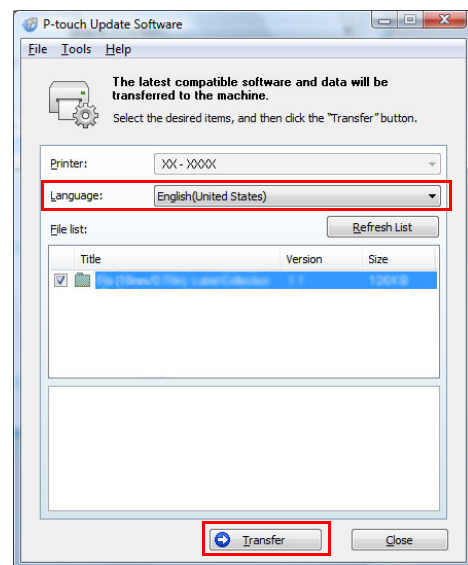 P-touch Update Software
File Tools Help
The latest compatible software and data will be
transferred to the machine.
Select the desired items, and then click the "Transfer" button.
Printer: XX - XXXX
Language: English(United States)
File list: Refresh List
Title Version Size
Transfer Close